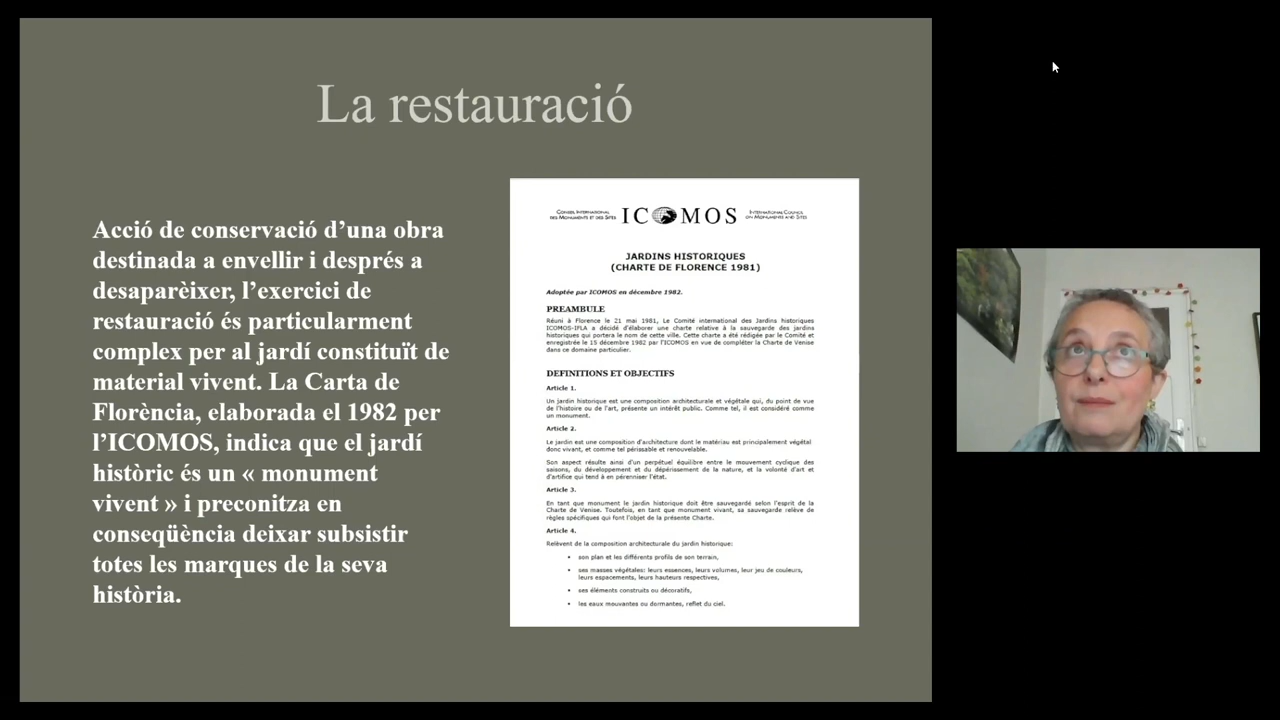 La restauració
Acció de conservació d’una obra
destinada a envellir i després a
desaparèixer, l’exercici de
restauració és particularment
complex per al jardí constituït de
material vivent. La Carta de
Florència, elaborada el 1982 per
l’ICOMOS, indica que el jardí
històric és un « monument
vivent » i preconitza en
conseqüència deixar subsistir
totes les marques de la seva
història.
CONSEIL INTERNATIONAL
DES MONUMENTS ET DES SITES
ICOMOS
INTERNATIONAL COUNCIL
ON MONUMENTS AND SITES
JARDINS HISTORIQUES
(CHARTE DE FLORENCE 1981)
Adoptée par ICOMOS en décembre 1982.
PREAMBULE
Réuni à Florence le 21 mai 1981, Le Comité international des Jardins historiques
ICOMOS-IFLA a décidé d'élaborer une charte relative à la sauvegarde des jardins
historiques qui portera le nom de cette ville. Cette charte a été rédigée par le Comité et
enregistrée le 15 décembre 1982 par l'ICOMOS en vue de compléter la Charte de Venise
dans ce domaine particulier.
DEFINITIONS ET OBJECTIFS
Article 1.
Un jardin historique est une composition architecturale et végétale qui, du point de vue
de l'histoire ou de l'art, présente un intérêt public. Comme tel, il est considéré comme
un monument.
Article 2.
Le jardin est une composition d'architecture dont le matériau est principalement végétal
donc vivant, et comme tel périssable et renouvelable.
Son aspect résulte ainsi d'un perpétuel équilibre entre le mouvement cyclique des
saisons, du développement et du dépérissement de la nature, et la volonté d'art et
d'artifice qui tend à en pérenniser l'état.
Article 3.
En tant que monument le jardin historique doit être sauvegardé selon l'esprit de la
Charte de Venise. Toutefois, en tant que monument vivant, sa sauvegarde relève de
règles spécifiques qui font l'objet de la présente Charte.
Article 4.
Relèvent de la composition architecturale du jardin historique:
• son plan et les différents profils de son terrain,
• ses masses végétales: leurs essences, leurs volumes, leur jeu de couleurs,
leurs espacements, leurs hauteurs respectives,
• ses éléments construits ou décoratifs,
• les eaux mouvantes ou dormantes, reflet du ciel.